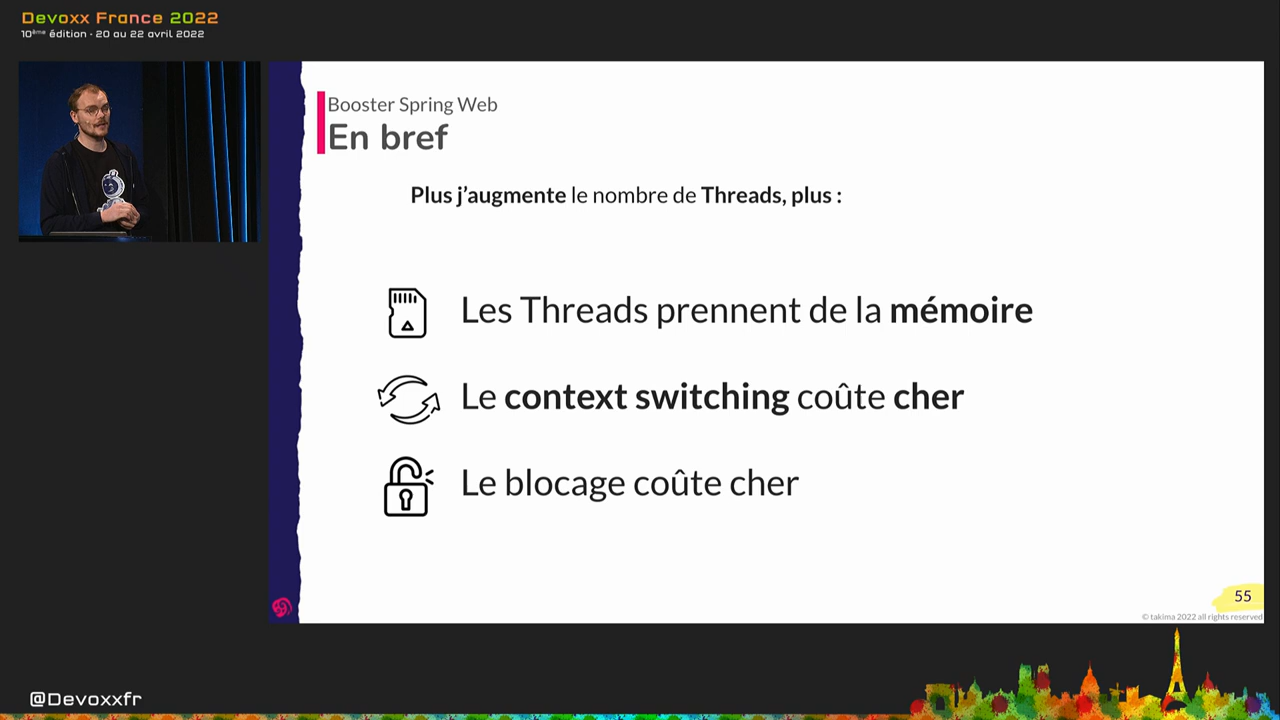 Devoxx France 2022
10ème édition - 20 au 22 avril 2022
Booster Spring Web
En bref
Plus j'augmente le nombre de Threads, plus :
Les Threads prennent de la mémoire
Le context switching coûte cher
Le blocage coûte cher
55
© takima 2022 all rights reserved
@Devoxxfr